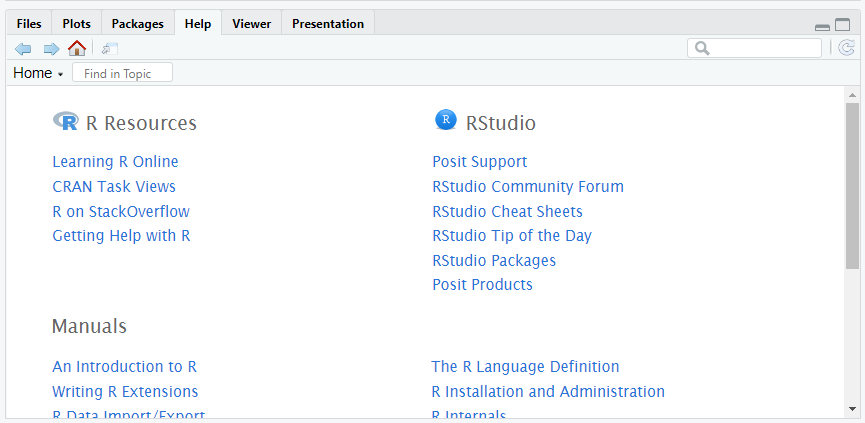 Files Plots Packages Help Viewer Presentation
Home Find in Topic
R R Resources
Learning R Online
CRAN Task Views
R on StackOverflow
Getting Help with R
R RStudio
Posit Support
RStudio Community Forum
RStudio Cheat Sheets
RStudio Tip of the Day
RStudio Packages
Posit Products
Manuals
An Introduction to R
Writing R Extensions
R Data Import/Export
The R Language Definition
R Installation and Administration
R Internals